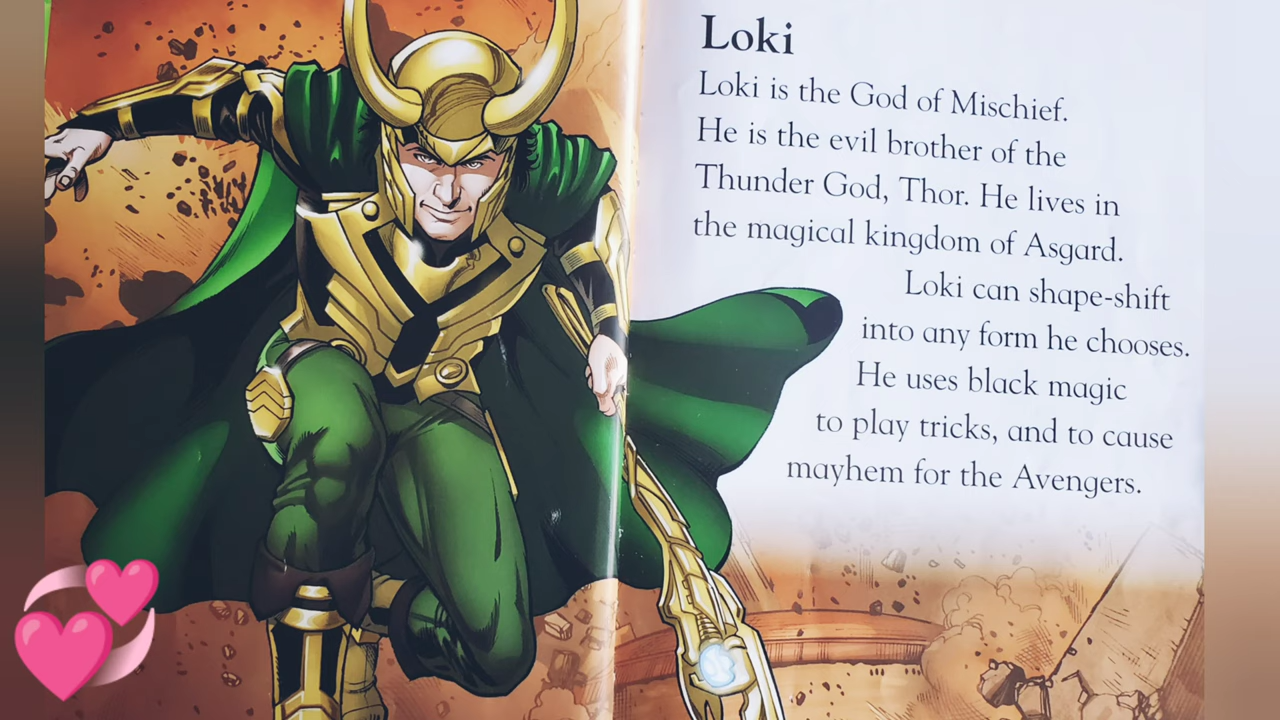 Loki
Loki is the God of Mischief.
He is the evil brother of the
Thunder God, Thor. He lives in
the magical kingdom of Asgard.
Loki can shape-shift
into any form he chooses.
He uses black magic
to play tricks, and to cause
mayhem for the Avengers.